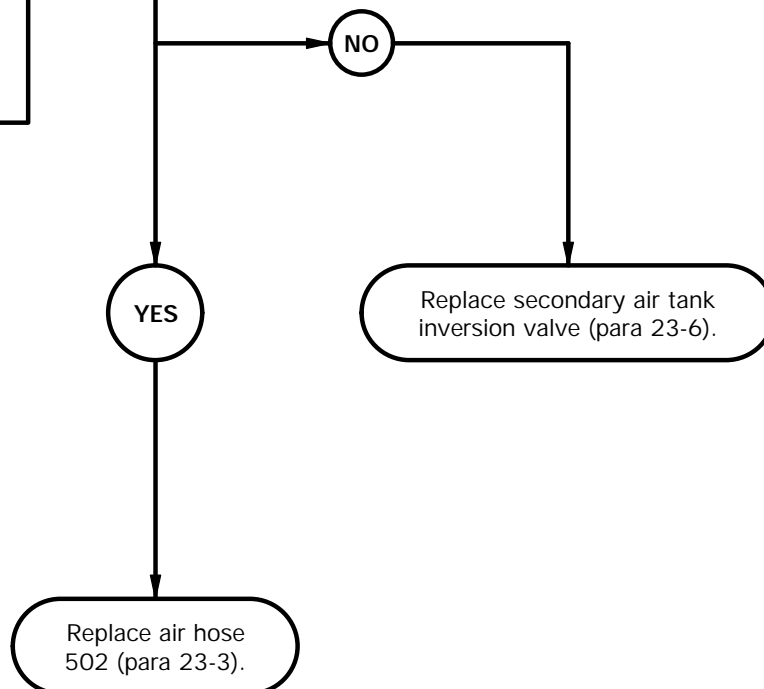 NO
YES
Replace secondary air tank
inversion valve (para 23-6).
Replace air hose
502 (para 23-3).